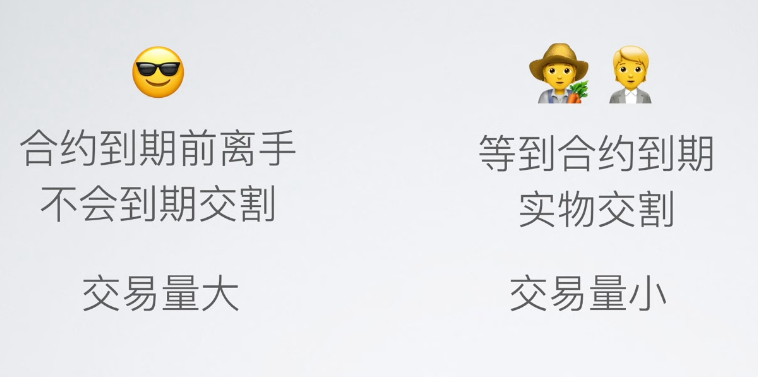 合约到期前离手
不会到期交割
交易量大
等到合约到期
实物交割
交易量小